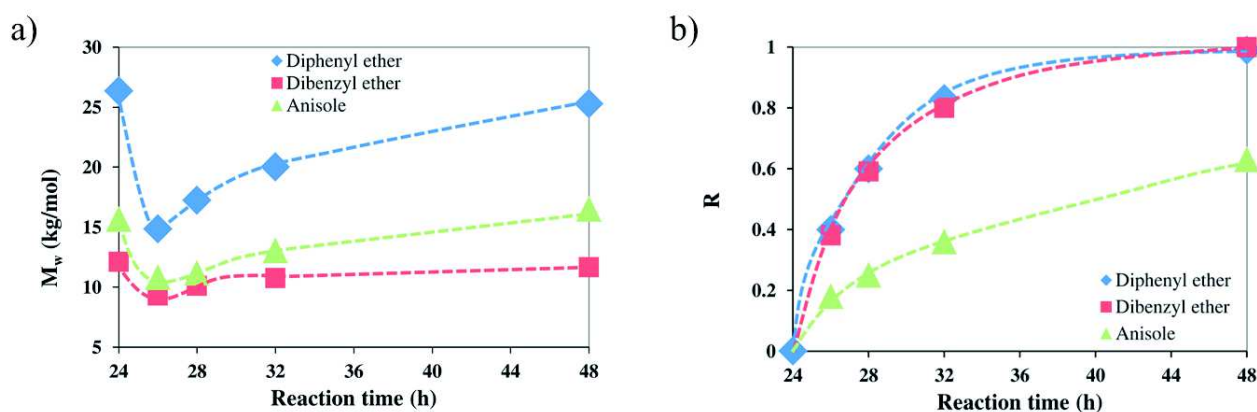 a)
30
25
20
15
10
5
M_w (kg/mol)
Diphenyl ether
Dibenzyl ether
Anisole
24 28 32 36 40 44 48
Reaction time (h)
b)
1
0.8
0.6
0.4
0.2
0
R
Diphenyl ether
Dibenzyl ether
Anisole
24 28 32 36 40 44 48
Reaction time (h)